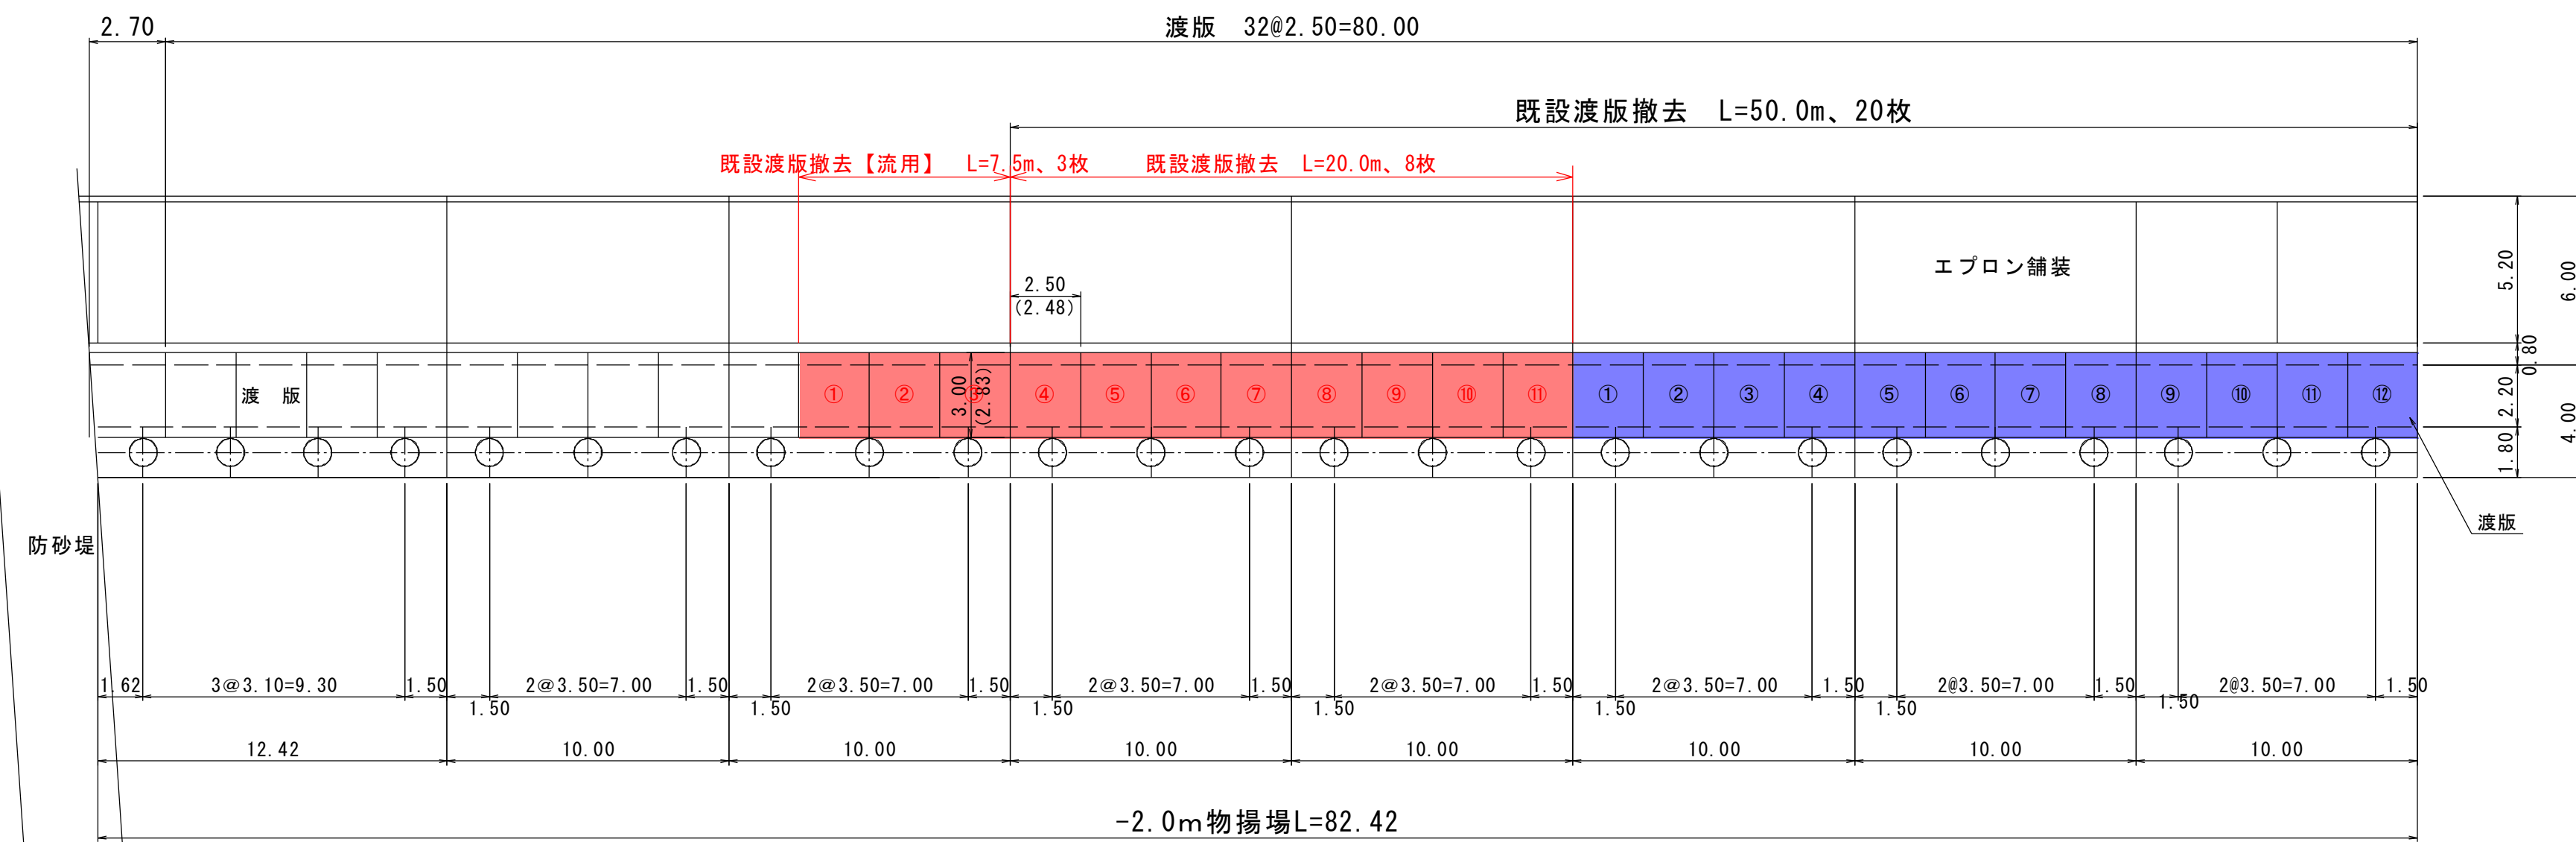 2.70
渡版　32@2.50=80.00
既設渡版撤去　L=50.0m、20枚
既設渡版撤去【流用】　L=7.5m、3枚
既設渡版撤去　L=20.0m、8枚
エプロン舗装
2.50
(2.48)
5.20
6.00
0.80
渡　版
① ② ③ ④ ⑤ ⑥ ⑦ ⑧ ⑨ ⑩ ⑪
3.00
(2.83)
① ② ③ ④ ⑤ ⑥ ⑦ ⑧ ⑨ ⑩ ⑪ ⑫
2.20
4.00
1.80
渡版
防砂堤
1.62 3@3.10=9.30 1.50 2@3.50=7.00 1.50 2@3.50=7.00 1.50 2@3.50=7.00 1.50 2@3.50=7.00 1.50 2@3.50=7.00 1.50 2@3.50=7.00 1.50 2@3.50=7.00 1.50
1.50 1.50 1.50 1.50 1.50 1.50 1.50
12.42 10.00 10.00 10.00 10.00 10.00 10.00 10.00
-2.0m物揚場L=82.42